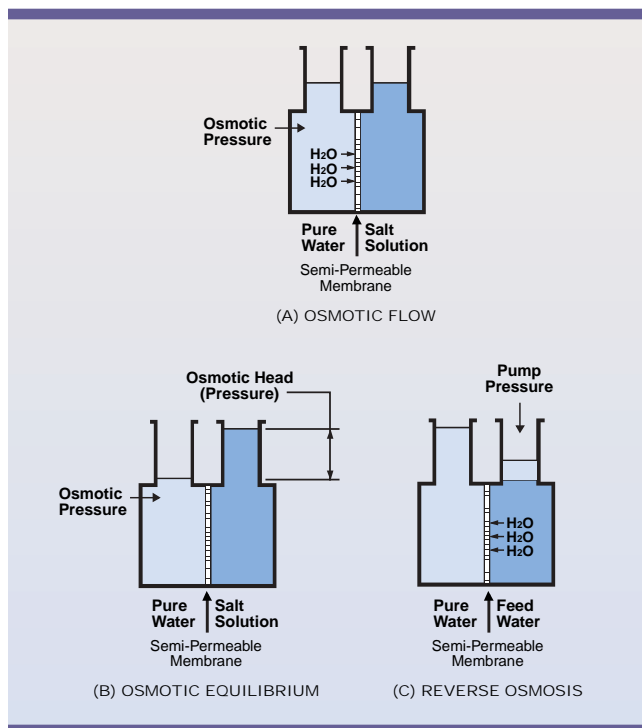 Osmotic
Pressure
H2O
H2O
H2O
Pure
Water
Salt
Solution
Semi-Permeable
Membrane
(A) OSMOTIC FLOW
Osmotic Head
(Pressure)
Osmotic
Pressure
Pure
Water
Salt
Solution
Semi-Permeable
Membrane
(B) OSMOTIC EQUILIBRIUM
Pump
Pressure
H2O
H2O
H2O
Pure
Water
Feed
Water
Semi-Permeable
Membrane
(C) REVERSE OSMOSIS